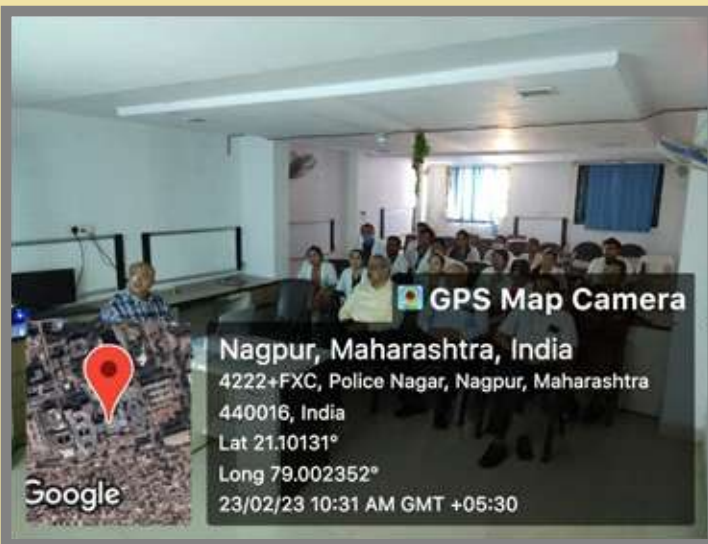 GPS Map Camera
Nagpur, Maharashtra, India
4222+FXC, Police Nagar, Nagpur, Maharashtra
440016, India
Lat 21.10131°
Long 79.002352°
23/02/23 10:31 AM GMT +05:30
Google